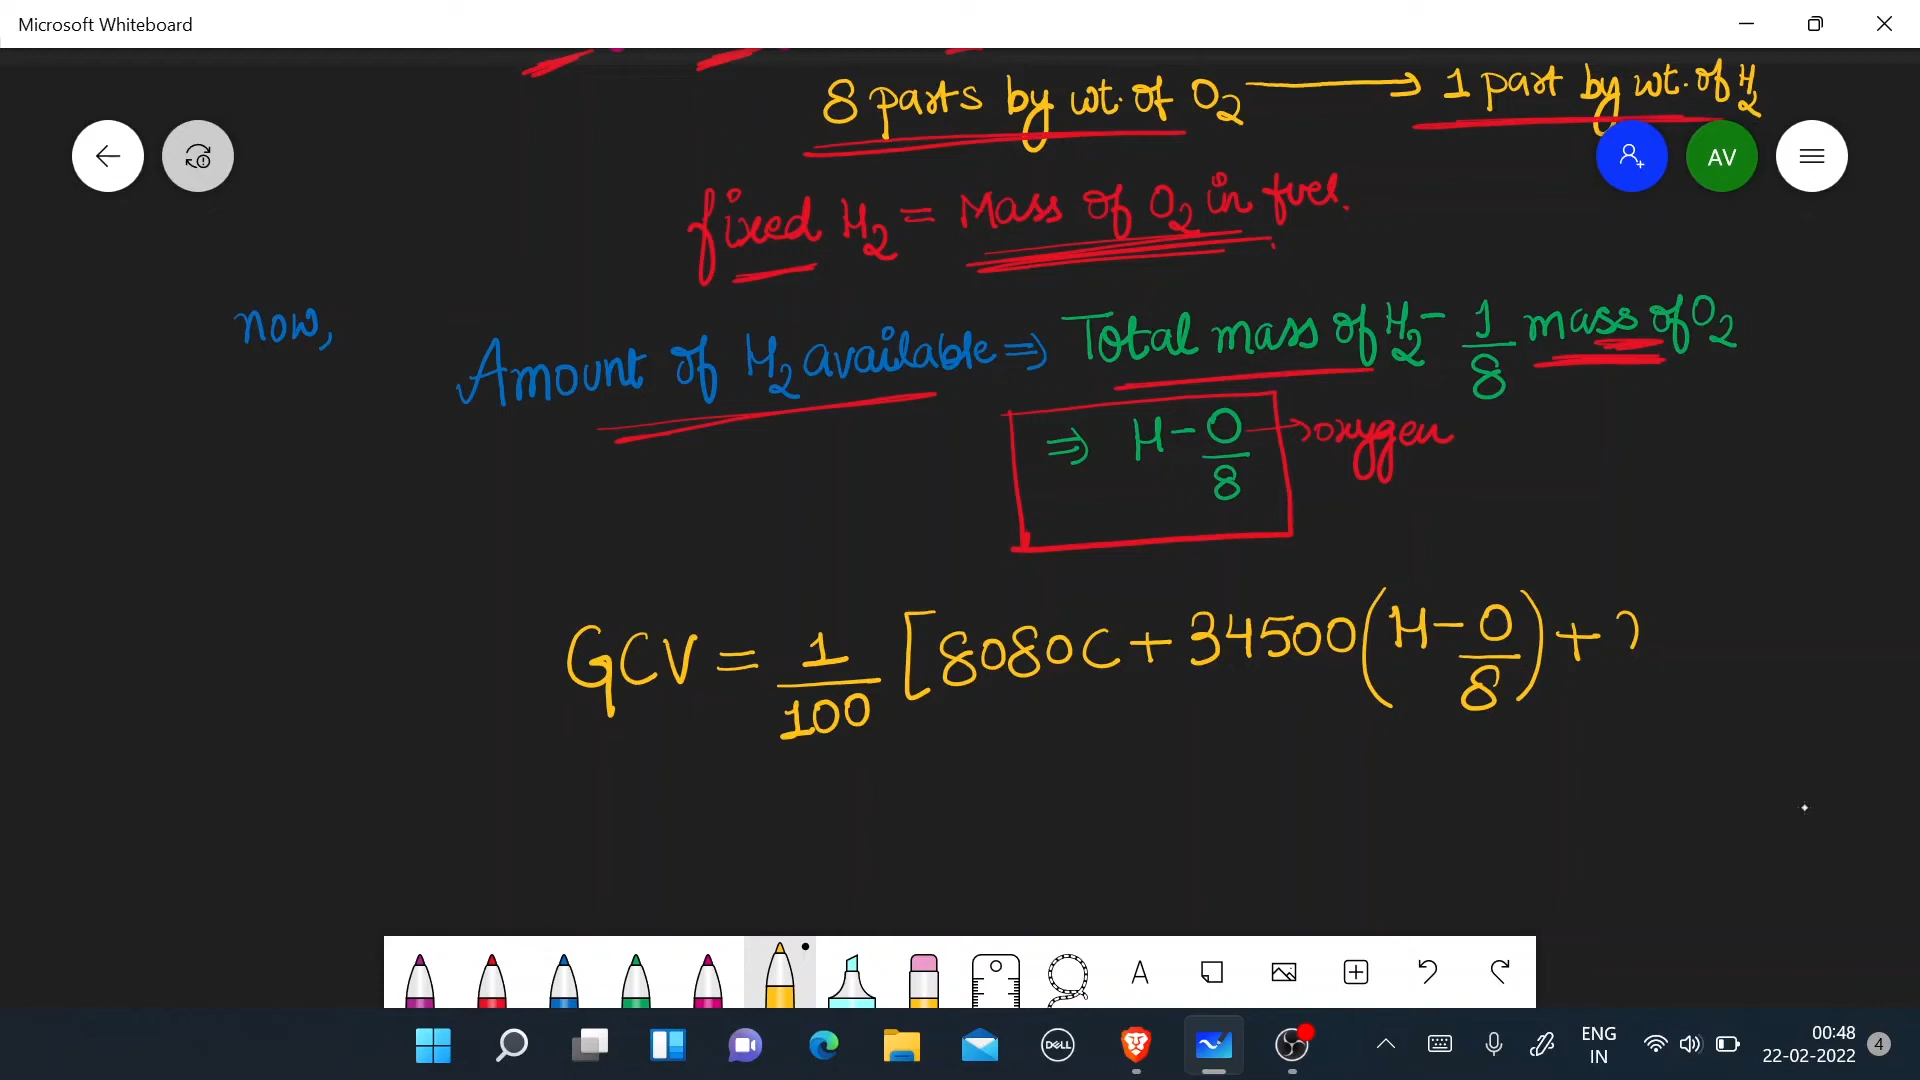 Microsoft Whiteboard
8 parts by wt. of O₂ → 1 part by wt. of H₂
AV
fixed H₂ = Mass of O₂ in fuel.
now,
Amount of H₂ available ⇒ Total mass of H₂ - 1/8 mass of O₂
⇒ H - O/8 → oxygen
GCV = 1/100 [8080C + 34500(H - O/8) +
A
DELL
ENG
IN
00:48
22-02-2022
4